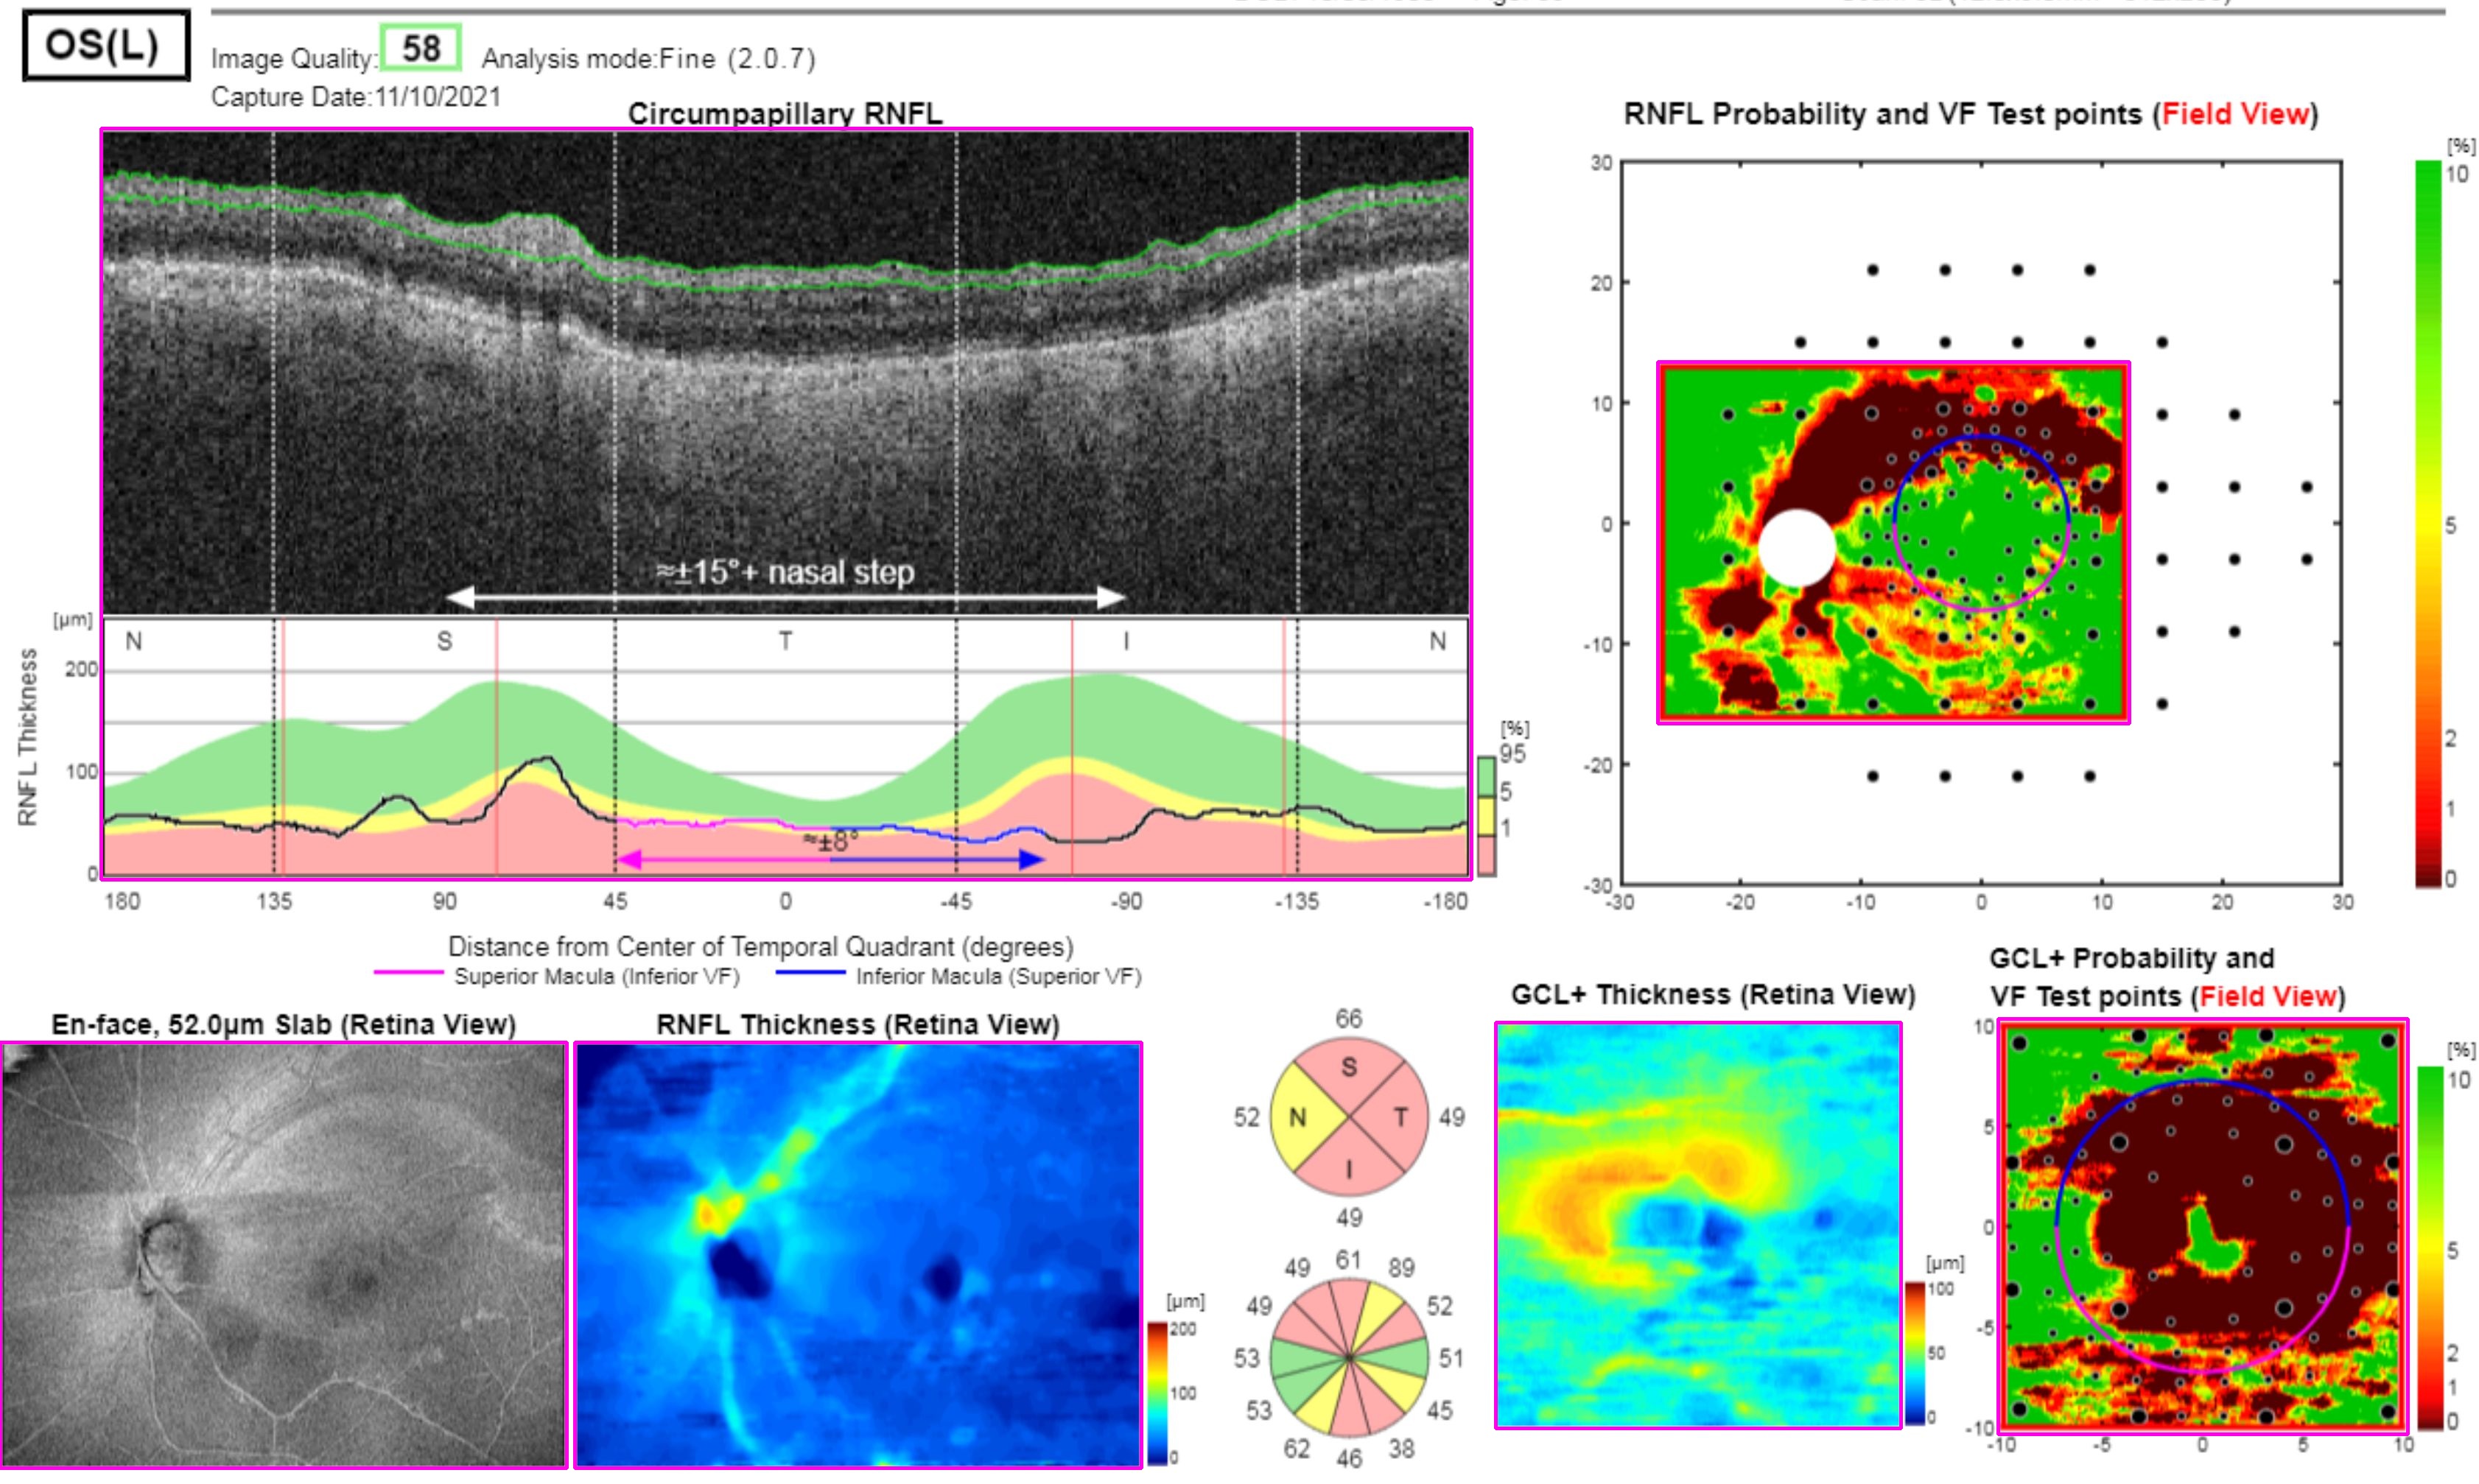 OS(L)
Image Quality: 58 Analysis mode:Fine (2.0.7)
Capture Date:11/10/2021
Circumpapillary RNFL
≈±15°+ nasal step
[µm]
N S T I N
RNFL Thickness
200
100
0
≈±8°
[%]
95
5
1
180 135 90 45 0 -45 -90 -135 -180
Distance from Center of Temporal Quadrant (degrees)
Superior Macula (Inferior VF) Inferior Macula (Superior VF)
RNFL Probability and VF Test points (Field View)
30
20
10
0
-10
-20
-30
-30 -20 -10 0 10 20 30
[%]
10
5
2
1
0
En-face, 52.0µm Slab (Retina View)
RNFL Thickness (Retina View)
[µm]
200
100
0
66
S
52 N T 49
I
49
61
49 89
49 52
53 51
53 45
62 38
46
GCL+ Thickness (Retina View)
[µm]
100
50
0
GCL+ Probability and
VF Test points (Field View)
10
5
0
-5
-10
-10 -5 0 5 10
[%]
10
5
2
1
0